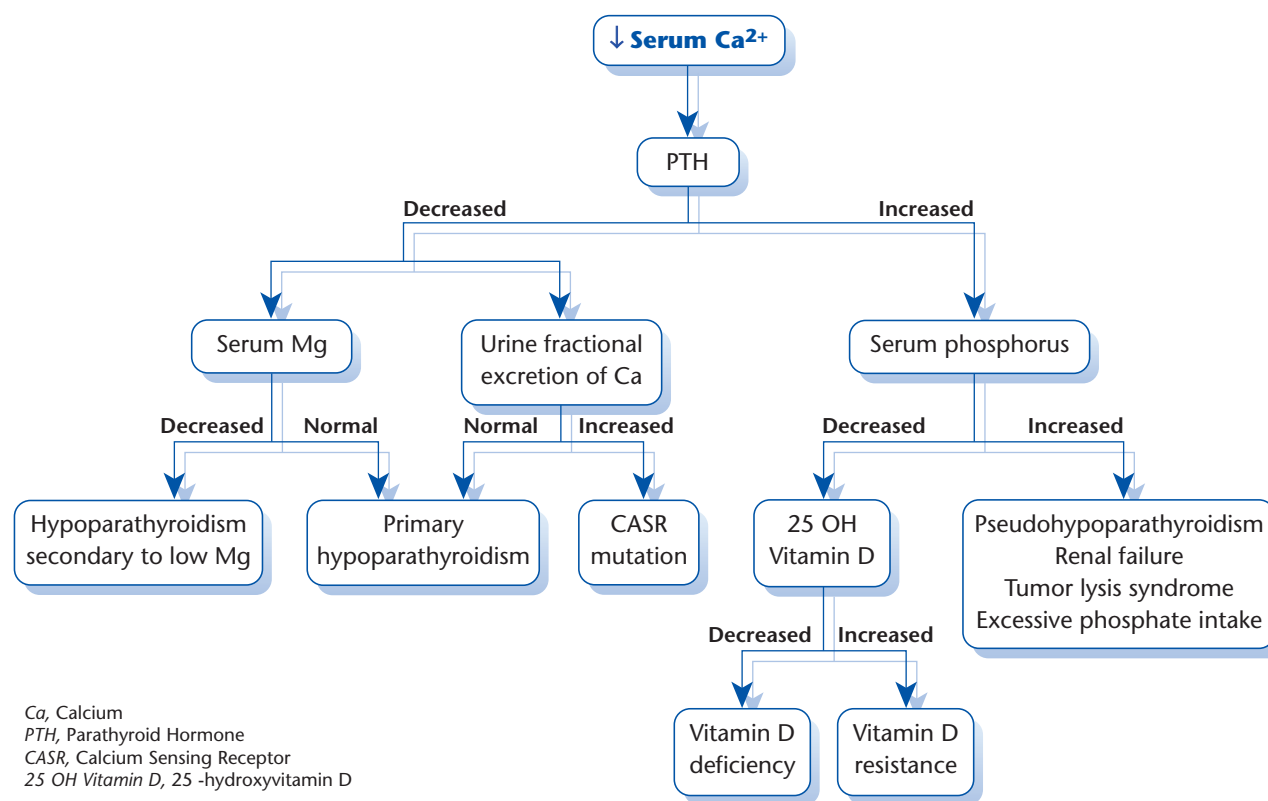 ↓ Serum Ca²⁺
PTH
Decreased
Increased
Serum Mg
Urine fractional
excretion of Ca
Serum phosphorus
Decreased
Normal
Normal
Increased
Decreased
Increased
Hypoparathyroidism
secondary to low Mg
Primary
hypoparathyroidism
CASR
mutation
25 OH
Vitamin D
Pseudohypoparathyroidism
Renal failure
Tumor lysis syndrome
Excessive phosphate intake
Decreased
Increased
Vitamin D
deficiency
Vitamin D
resistance
Ca, Calcium
PTH, Parathyroid Hormone
CASR, Calcium Sensing Receptor
25 OH Vitamin D, 25 -hydroxyvitamin D